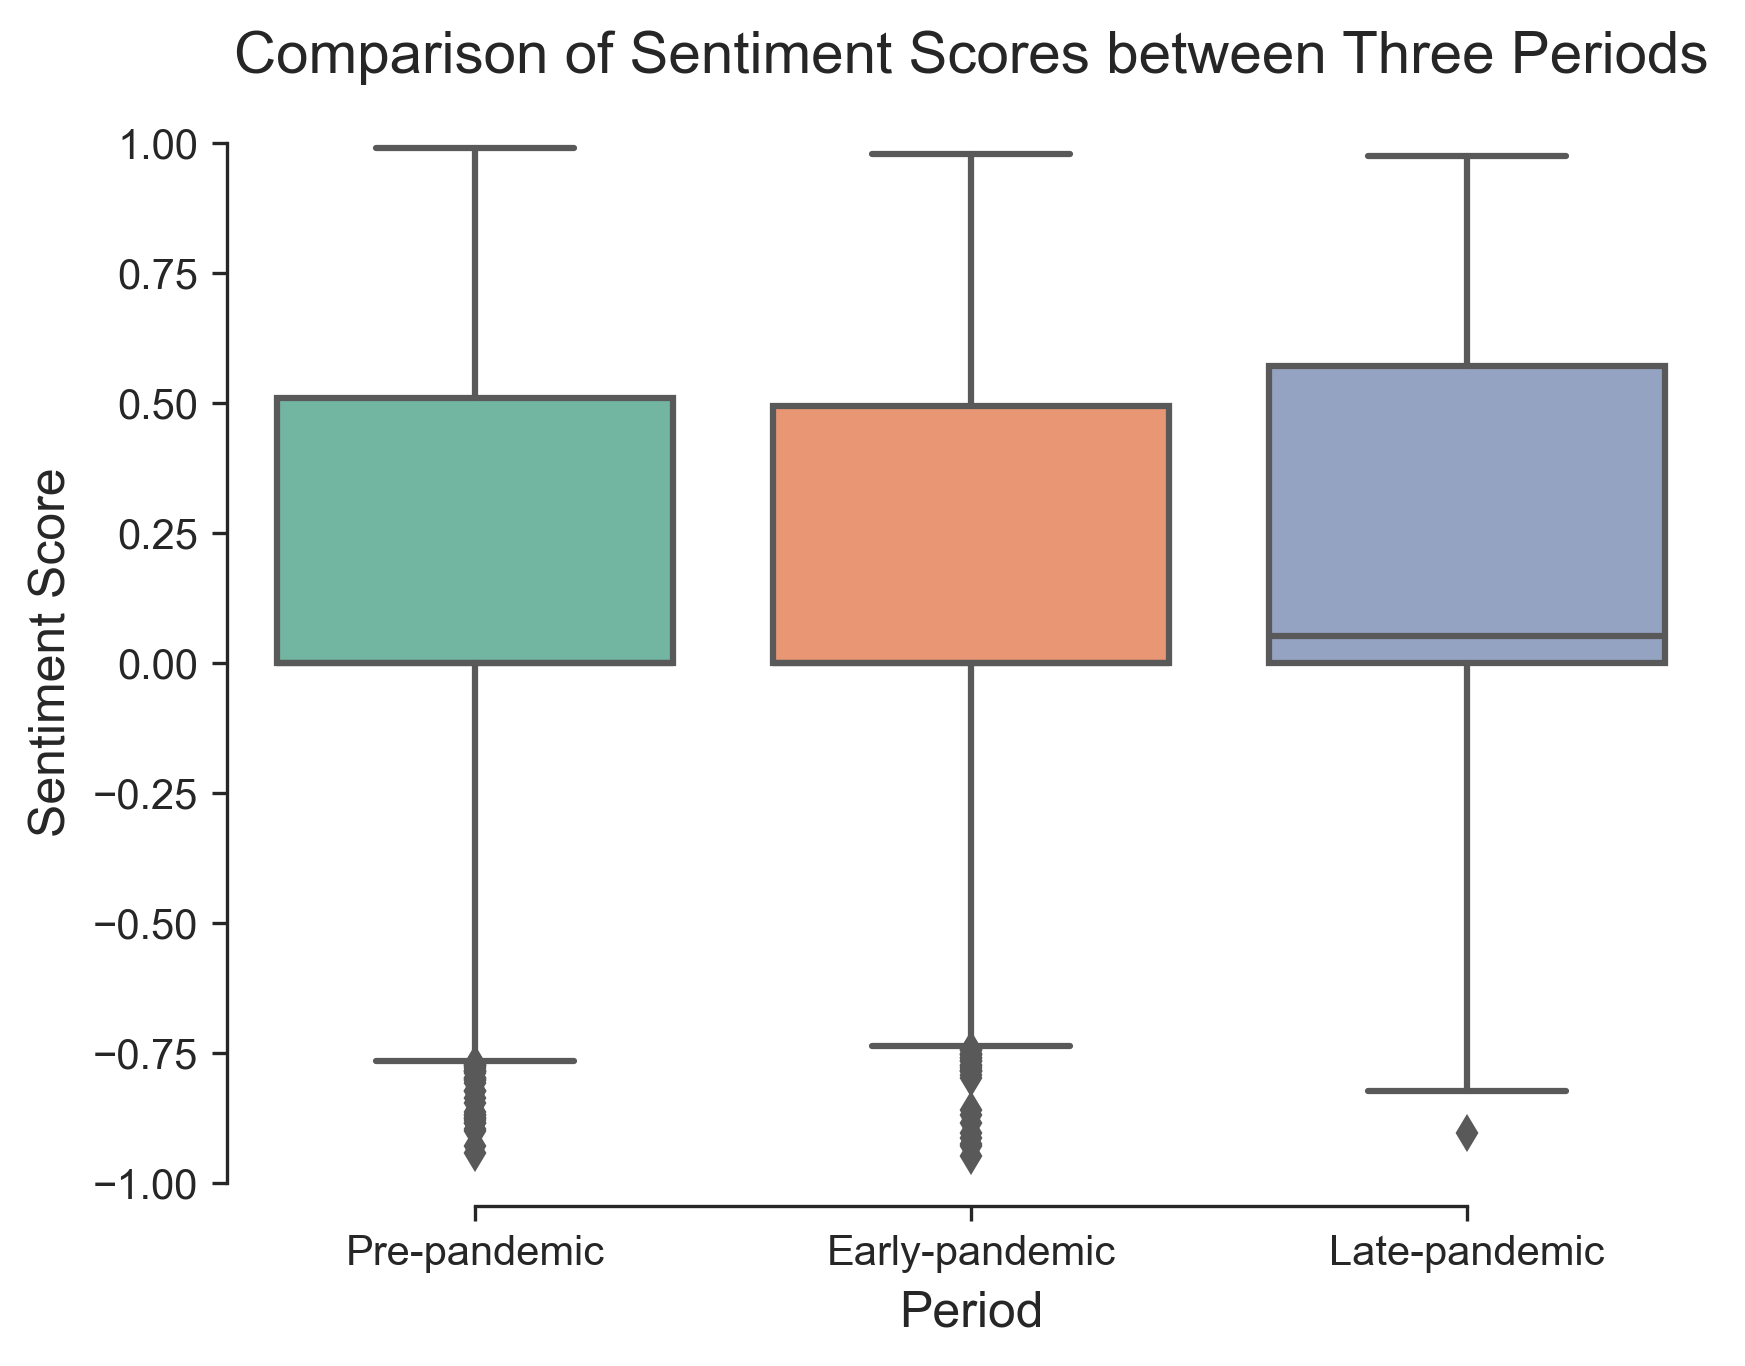 Comparison of Sentiment Scores between Three Periods
1.00
0.75
0.50
0.25
0.00
−0.25
−0.50
−0.75
−1.00
Sentiment Score
Pre-pandemic Early-pandemic Late-pandemic
Period